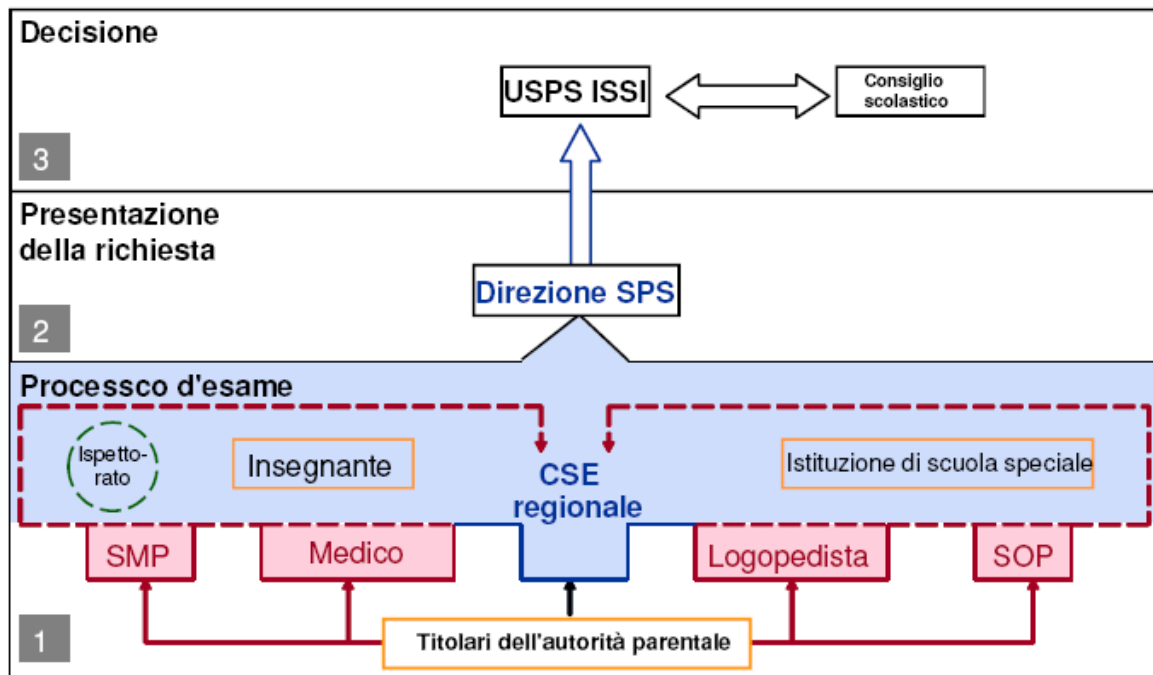 Decisione
USPS ISSI
Consiglio
scolastico
3
Presentazione
della richiesta
Direzione SPS
2
Processco d'esame
Ispetto-
rato
Insegnante
CSE
regionale
Istituzione di scuola speciale
SMP
Medico
Logopedista
SOP
1
Titolari dell'autorità parentale